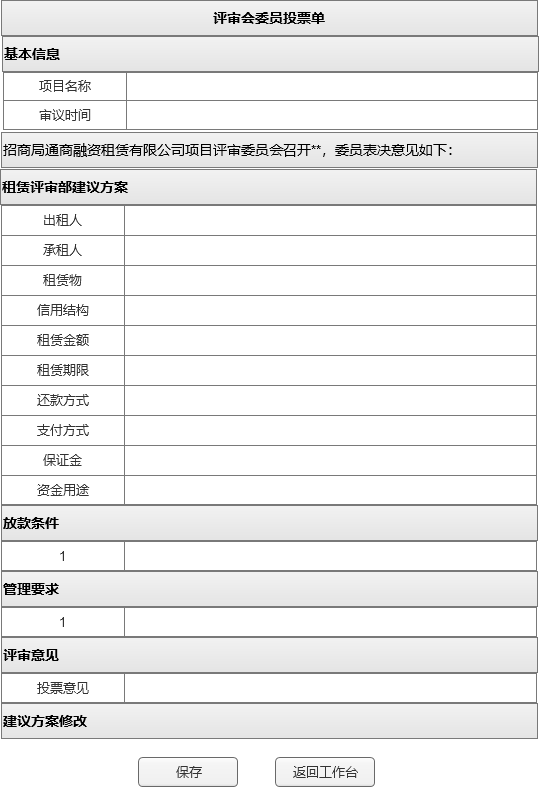 评审会委员投票单
基本信息
项目名称
审议时间
招商局通商融资租赁有限公司项目评审委员会召开**，委员表决意见如下：
租赁评审部建议方案
出租人
承租人
租赁物
信用结构
租赁金额
租赁期限
还款方式
支付方式
保证金
资金用途
放款条件
1
管理要求
1
评审意见
投票意见
建议方案修改
保存 返回工作台